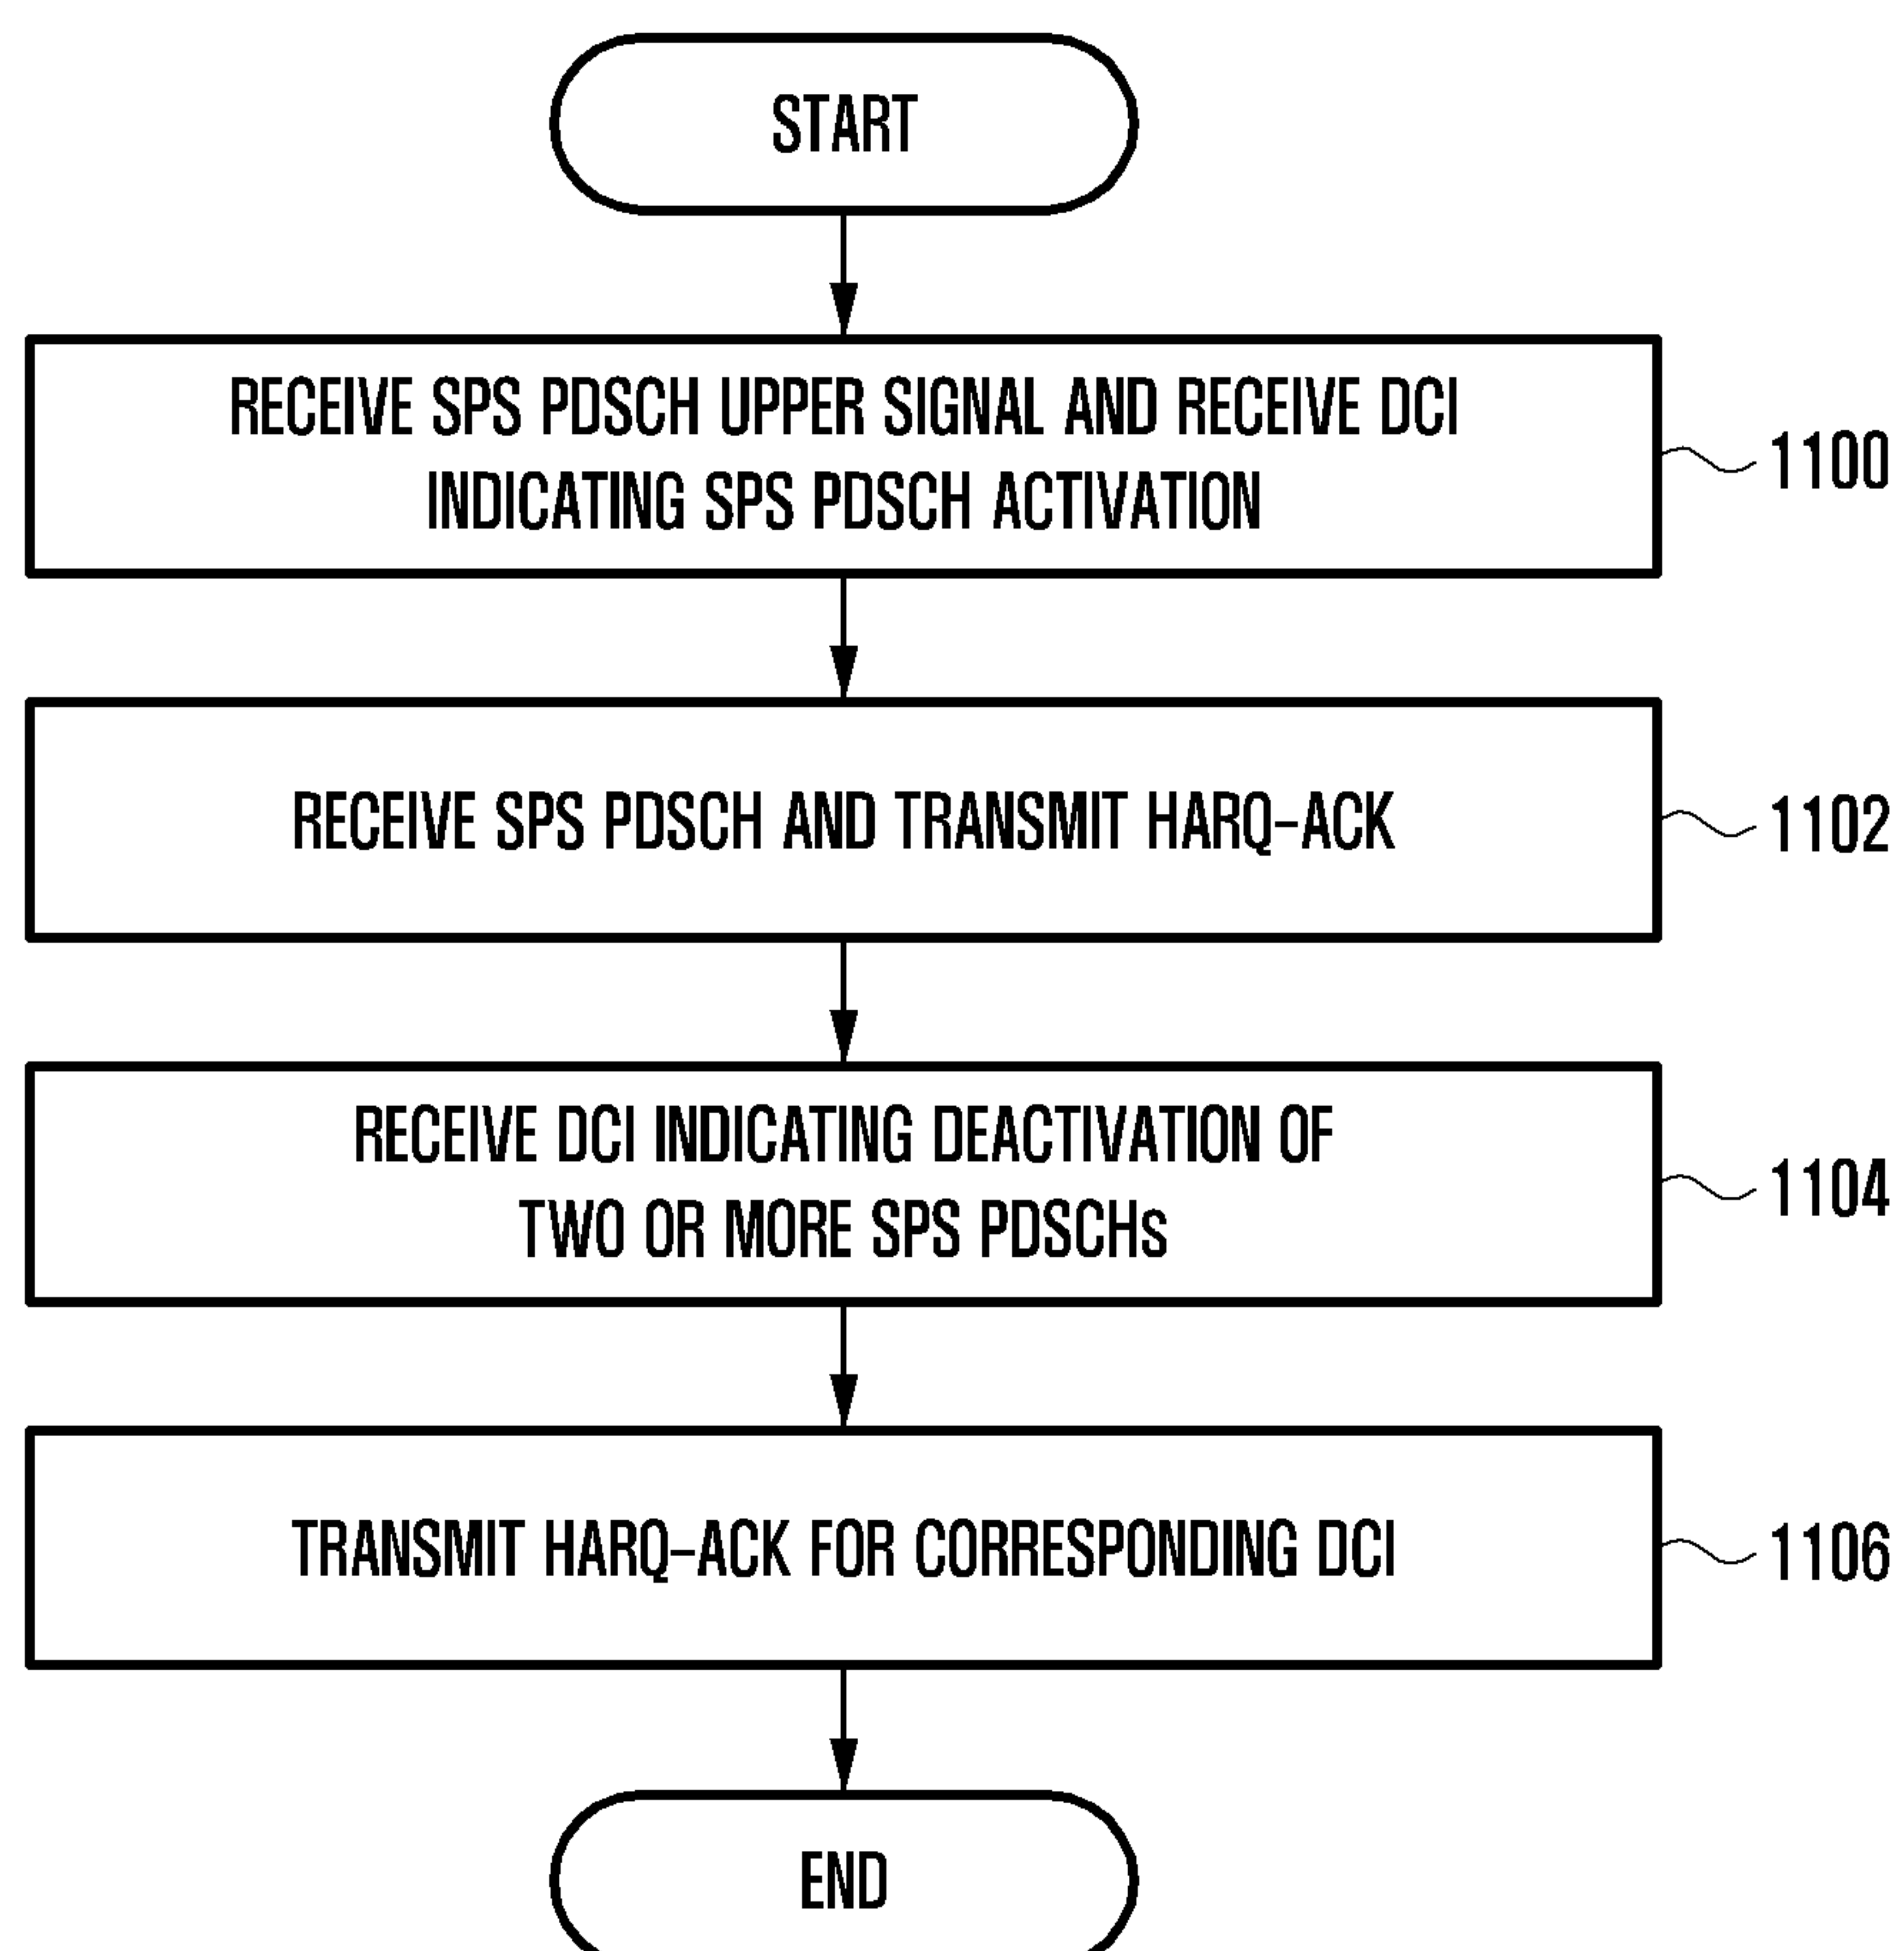 START
RECEIVE SPS PDSCH UPPER SIGNAL AND RECEIVE DCI
INDICATING SPS PDSCH ACTIVATION
1100
RECEIVE SPS PDSCH AND TRANSMIT HARQ-ACK
1102
RECEIVE DCI INDICATING DEACTIVATION OF
TWO OR MORE SPS PDSCHs
1104
TRANSMIT HARQ-ACK FOR CORRESPONDING DCI
1106
END